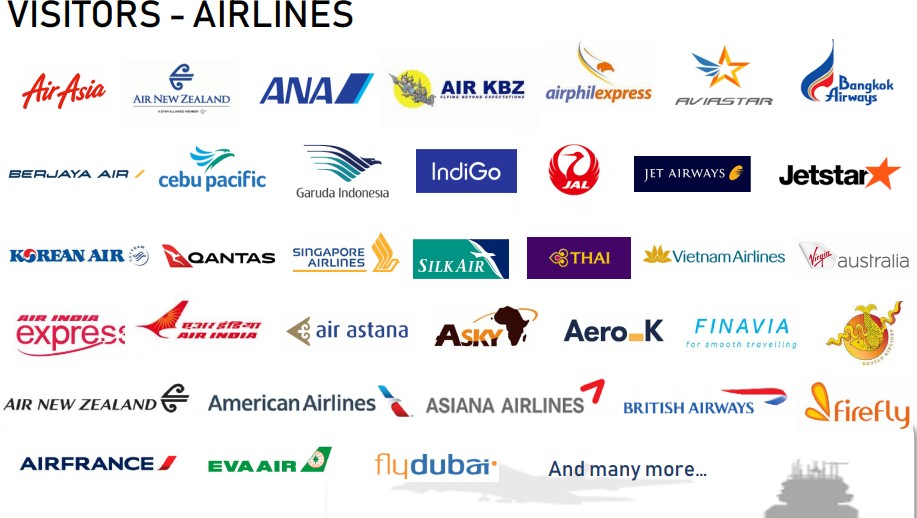 VISITORS - AIRLINES
AirAsia
AIR NEW ZEALAND
A STAR ALLIANCE MEMBER
ANA
AIR KBZ
FLYING BEYOND EXPECTATIONS
airphilexpress
AVIASTAR
Bangkok
Airways
BERJAYA AIR
cebu pacific
Garuda Indonesia
IndiGo
JAL
JET AIRWAYS
Jetstar
KOREAN AIR
QANTAS
SINGAPORE
AIRLINES
SILKAIR
THAI
Vietnam Airlines
Virgin
australia
AIR INDIA
express
एअर इंडिया
AIR INDIA
air astana
ASKY
Aero_K
FINAVIA
for smooth travelling
AIR NEW ZEALAND
American Airlines
ASIANA AIRLINES
BRITISH AIRWAYS
firefly
AIRFRANCE
EVA AIR
flydubai
And many more...